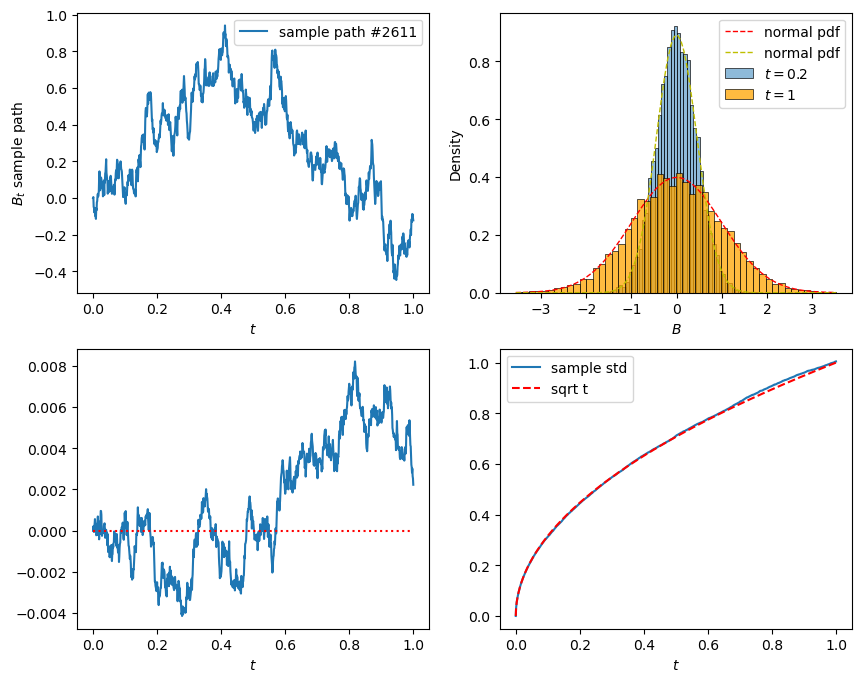 1.0
0.8
0.6
0.4
0.2
0.0
−0.2
−0.4
B_t sample path
sample path #2611
0.0 0.2 0.4 0.6 0.8 1.0
t
0.8
0.6
0.4
0.2
0.0
Density
normal pdf
normal pdf
t = 0.2
t = 1
−3 −2 −1 0 1 2 3
B
0.008
0.006
0.004
0.002
0.000
−0.002
−0.004
0.0 0.2 0.4 0.6 0.8 1.0
t
1.0
0.8
0.6
0.4
0.2
0.0
sample std
sqrt t
0.0 0.2 0.4 0.6 0.8 1.0
t